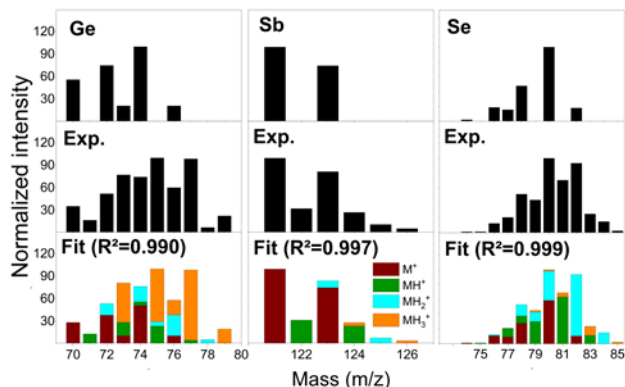 Ge
Sb
Se
120
90
60
30
Exp.
Exp.
Exp.
120
90
60
30
Normalized intensity
Fit (R²=0.990)
Fit (R²=0.997)
Fit (R²=0.999)
120
90
60
30
M⁺
MH⁺
MH₂⁺
MH₃⁺
70 72 74 76 78 80
122 124 126
75 77 79 81 83 85
Mass (m/z)